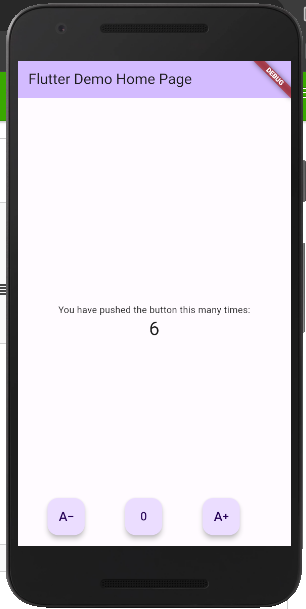 Flutter Demo Home Page
DEBUG
You have pushed the button this many times:
6
A−
0
A+